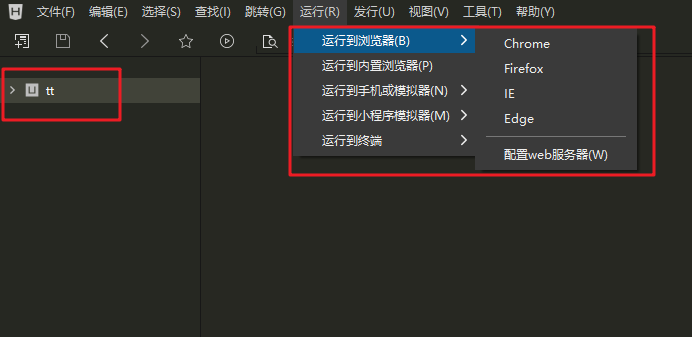 文件(F) 编辑(E) 选择(S) 查找(I) 跳转(G) 运行(R) 发行(U) 视图(V) 工具(T) 帮助(W)
tt
运行到浏览器(B)
运行到内置浏览器(P)
运行到手机或模拟器(N)
运行到小程序模拟器(M)
运行到终端
Chrome
Firefox
IE
Edge
配置web服务器(W)